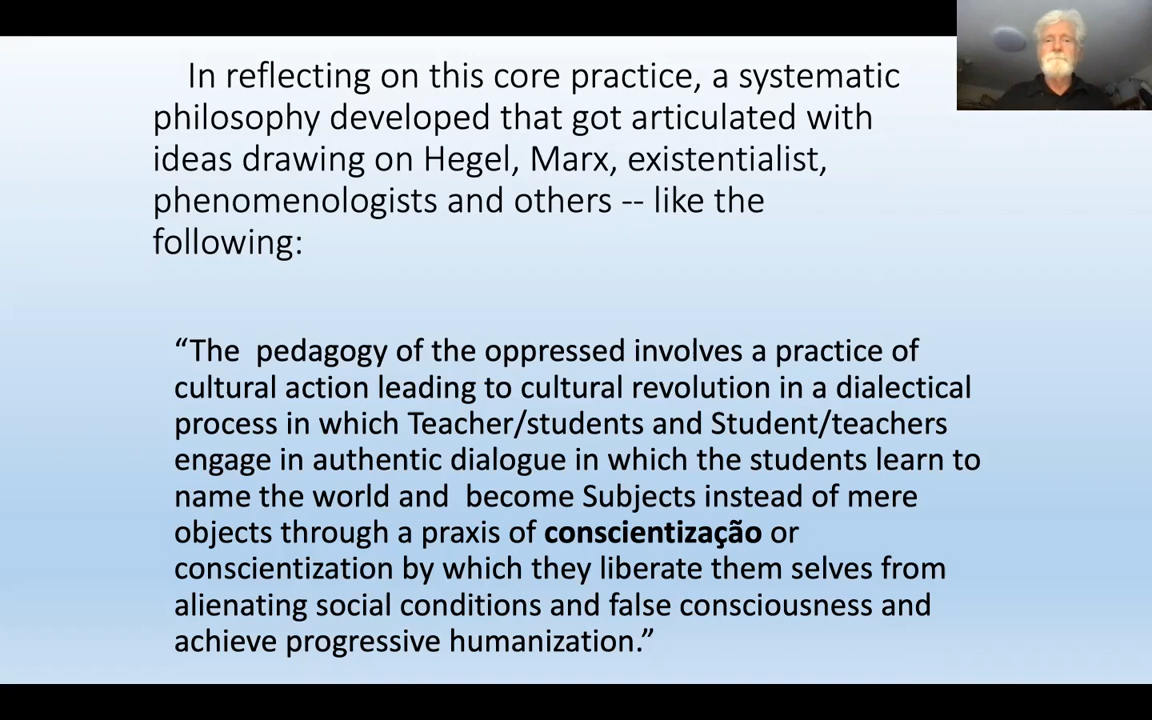 In reflecting on this core practice, a systematic
philosophy developed that got articulated with
ideas drawing on Hegel, Marx, existentialist,
phenomenologists and others -- like the
following:
“The  pedagogy of the oppressed involves a practice of
cultural action leading to cultural revolution in a dialectical
process in which Teacher/students and Student/teachers
engage in authentic dialogue in which the students learn to
name the world and  become Subjects instead of mere
objects through a praxis of conscientização or
conscientization by which they liberate them selves from
alienating social conditions and false consciousness and
achieve progressive humanization.”